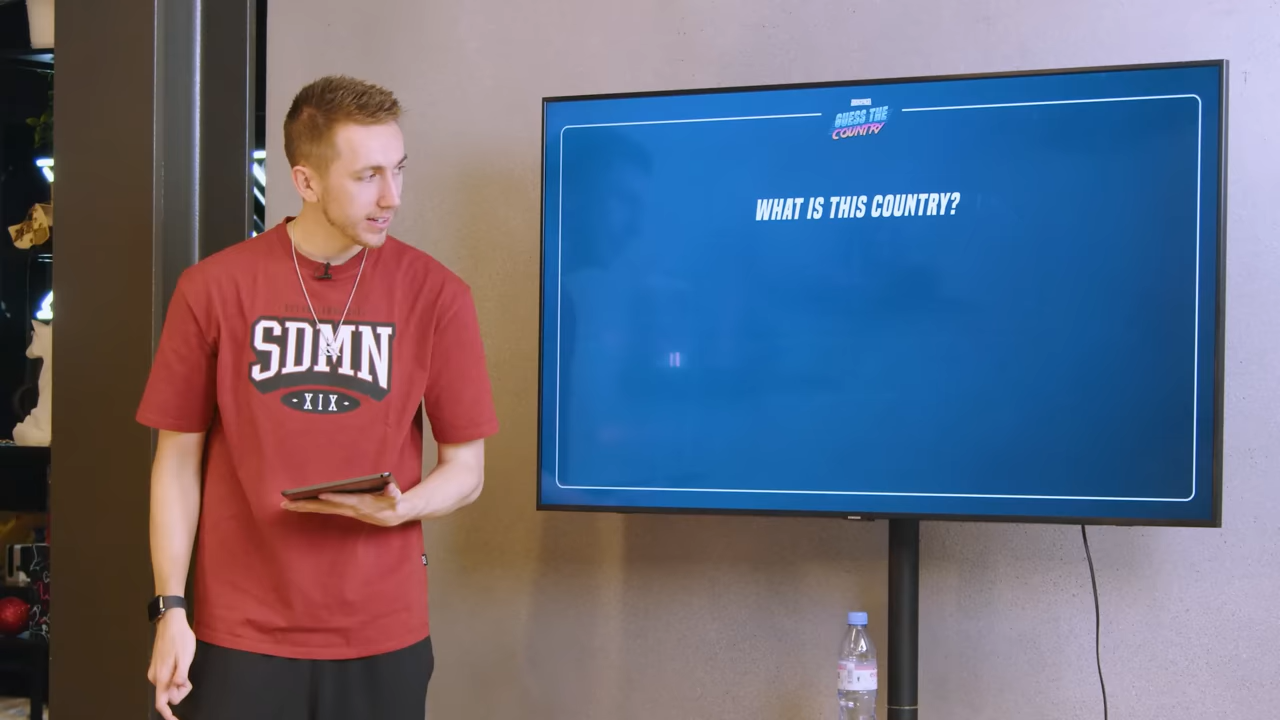 GUESS THE
COUNTRY
WHAT IS THIS COUNTRY?
SDMN
- XIX -